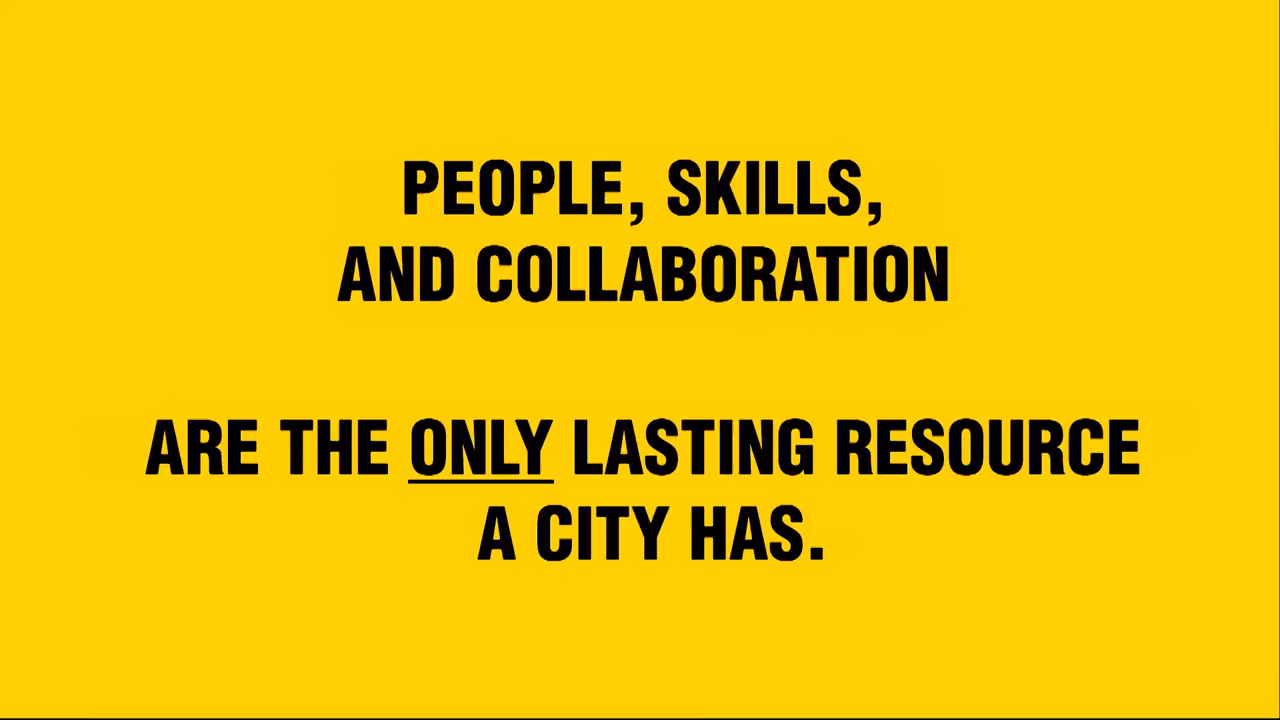 PEOPLE, SKILLS,
AND COLLABORATION
ARE THE ONLY LASTING RESOURCE
A CITY HAS.